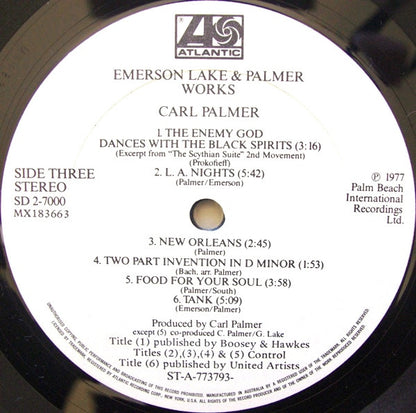 ATLANTIC
EMERSON LAKE & PALMER
WORKS
CARL PALMER
1. THE ENEMY GOD
DANCES WITH THE BLACK SPIRITS (3:16)
(Excerpt from "The Scythian Suite" 2nd Movement)
(Prokofieff)
2. L. A. NIGHTS (5:42)
(Palmer/Emerson)
SIDE THREE
STEREO
SD 2-7000
MX183663
℗ 1977
Palm Beach
International
Recordings
Ltd.
3. NEW ORLEANS (2:45)
(Palmer)
4. TWO PART INVENTION IN D MINOR (1:53)
(Bach, arr. Palmer)
5. FOOD FOR YOUR SOUL (3:58)
(Palmer/South)
6. TANK (5:09)
(Emerson/Palmer)
Produced by Carl Palmer
except (5) co-produced C. Palmer/G. Lake
Title (1) published by Boosey & Hawkes
Titles (2),(3),(4) & (5) Control
Title (6) published by United Artists
ST-A-773793-